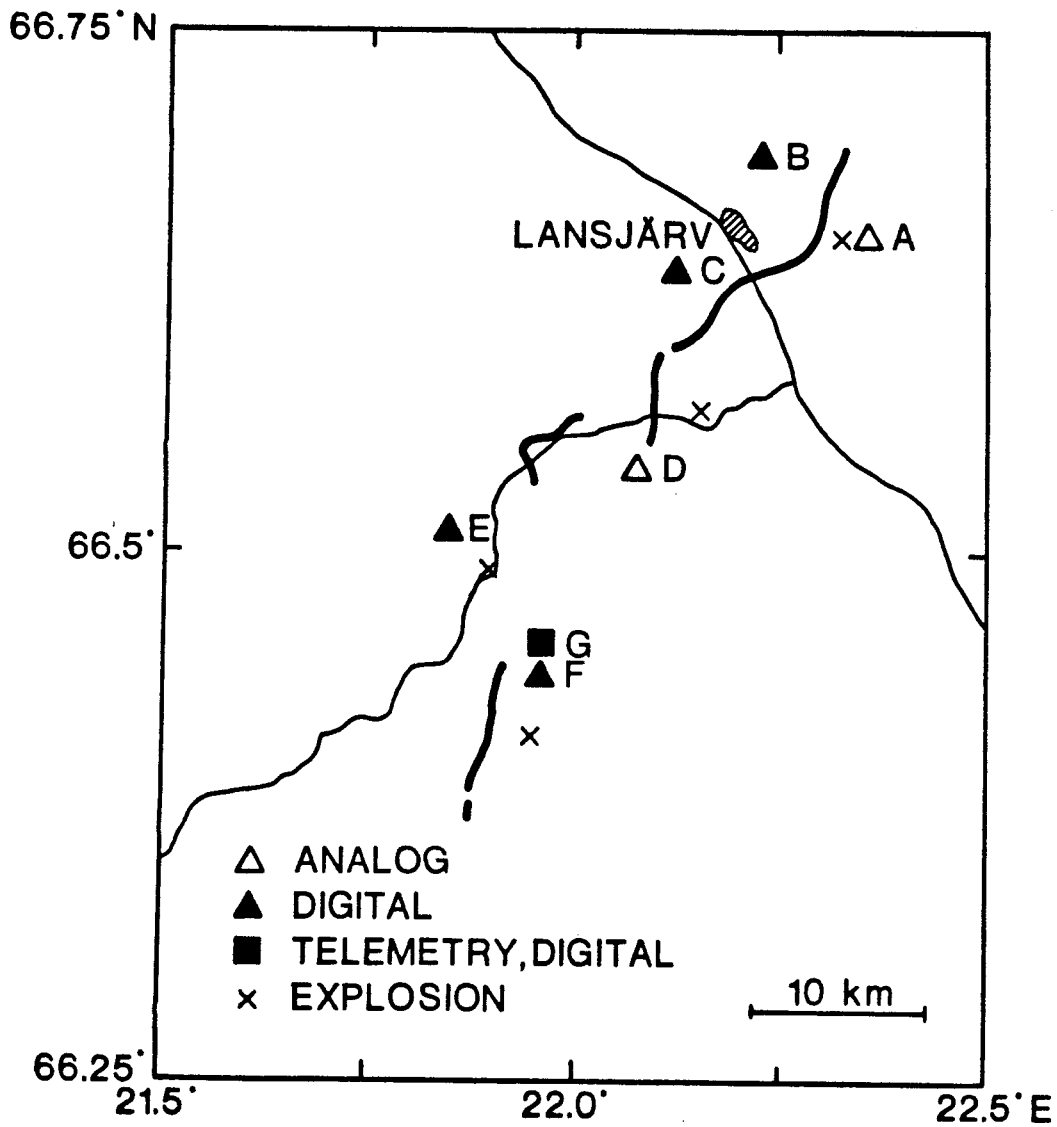 66.75°N
B
LANSJÄRV
A
C
D
E
66.5°
G
F
ANALOG
DIGITAL
TELEMETRY,DIGITAL
EXPLOSION
10 km
66.25°
21.5°
22.0°
22.5°E